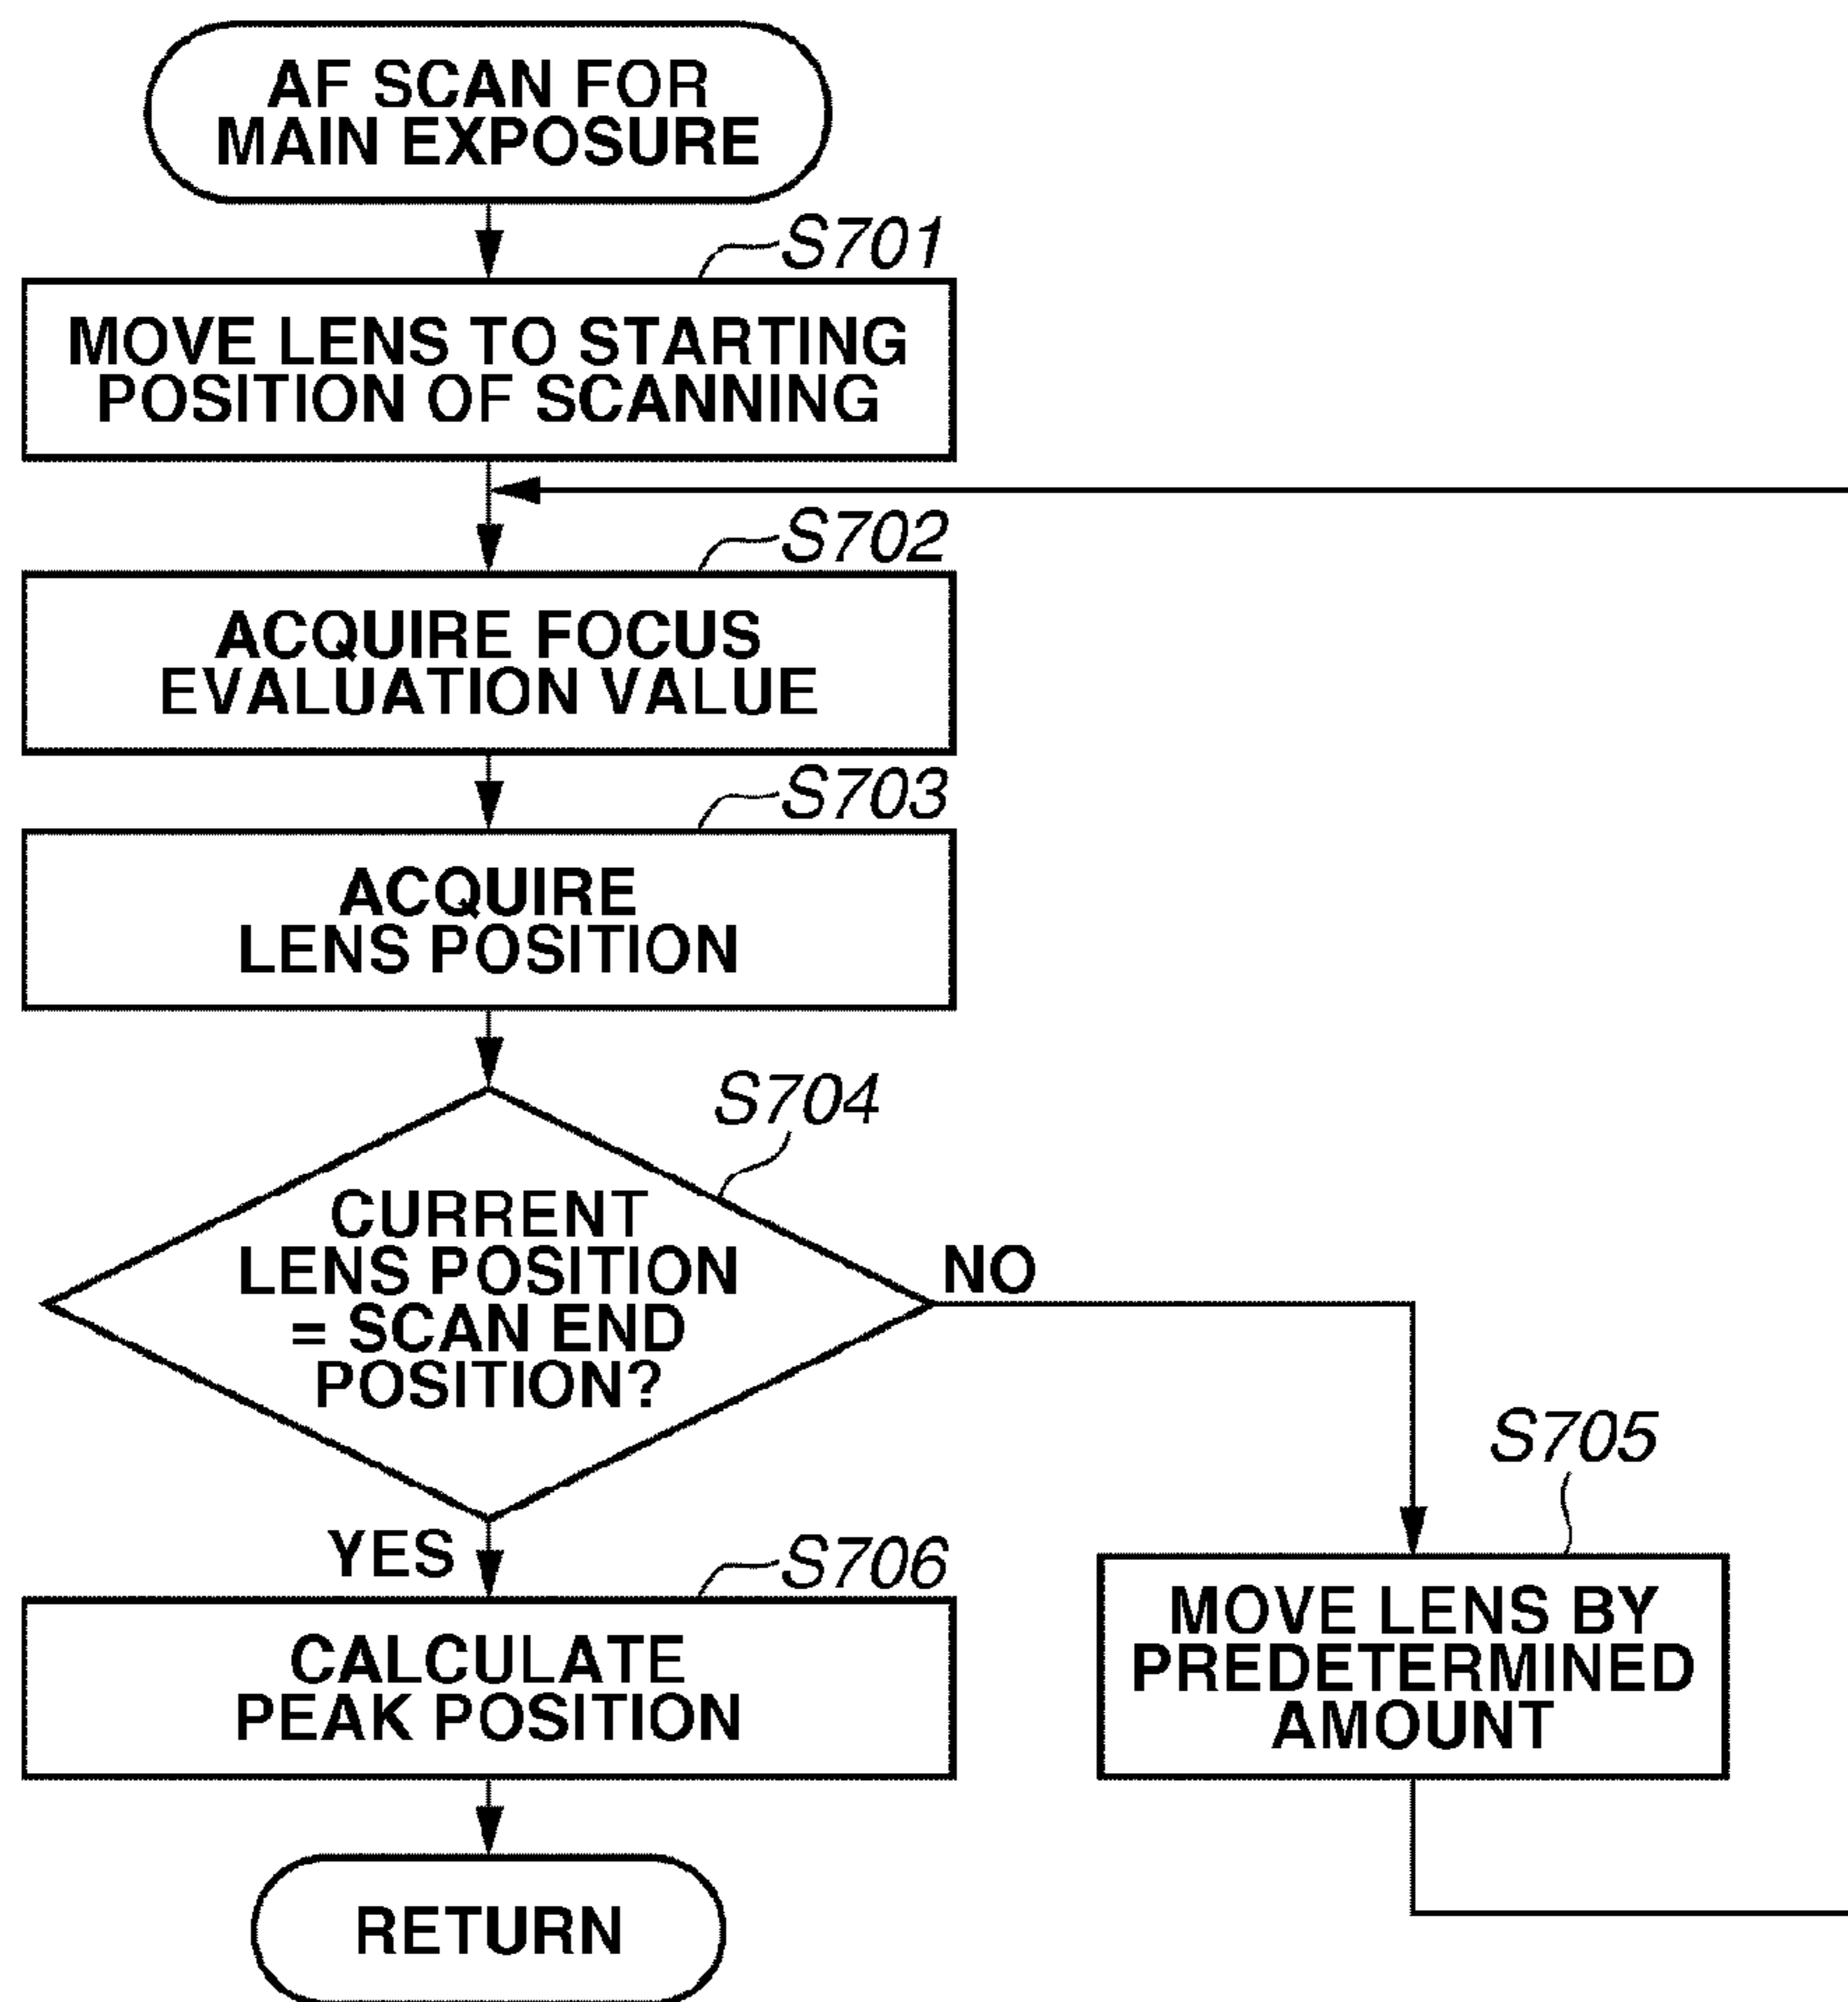 AF SCAN FOR
MAIN EXPOSURE
S701
MOVE LENS TO STARTING
POSITION OF SCANNING
S702
ACQUIRE FOCUS
EVALUATION VALUE
S703
ACQUIRE
LENS POSITION
S704
CURRENT
LENS POSITION
= SCAN END
POSITION?
NO
YES
S705
MOVE LENS BY
PREDETERMINED
AMOUNT
S706
CALCULATE
PEAK POSITION
RETURN